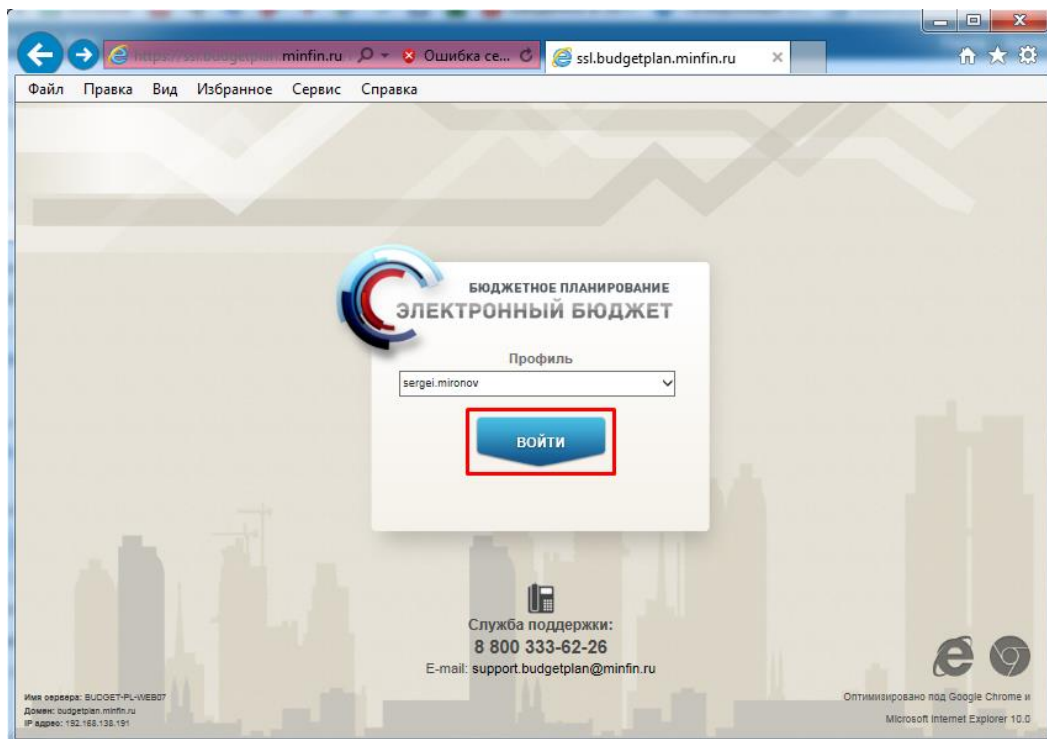 https://ssl.budgetplan.minfin.ru
Ошибка се...
ssl.budgetplan.minfin.ru
Файл Правка Вид Избранное Сервис Справка
БЮДЖЕТНОЕ ПЛАНИРОВАНИЕ
ЭЛЕКТРОННЫЙ БЮДЖЕТ
Профиль
sergei.mironov
ВОЙТИ
Служба поддержки:
8 800 333-62-26
E-mail: support.budgetplan@minfin.ru
Имя сервера: BUDGET-PL-WEB07
Домен: budgetplan.minfin.ru
IP адрес: 192.168.138.191
Оптимизировано под Google Chrome и
Microsoft Internet Explorer 10.0